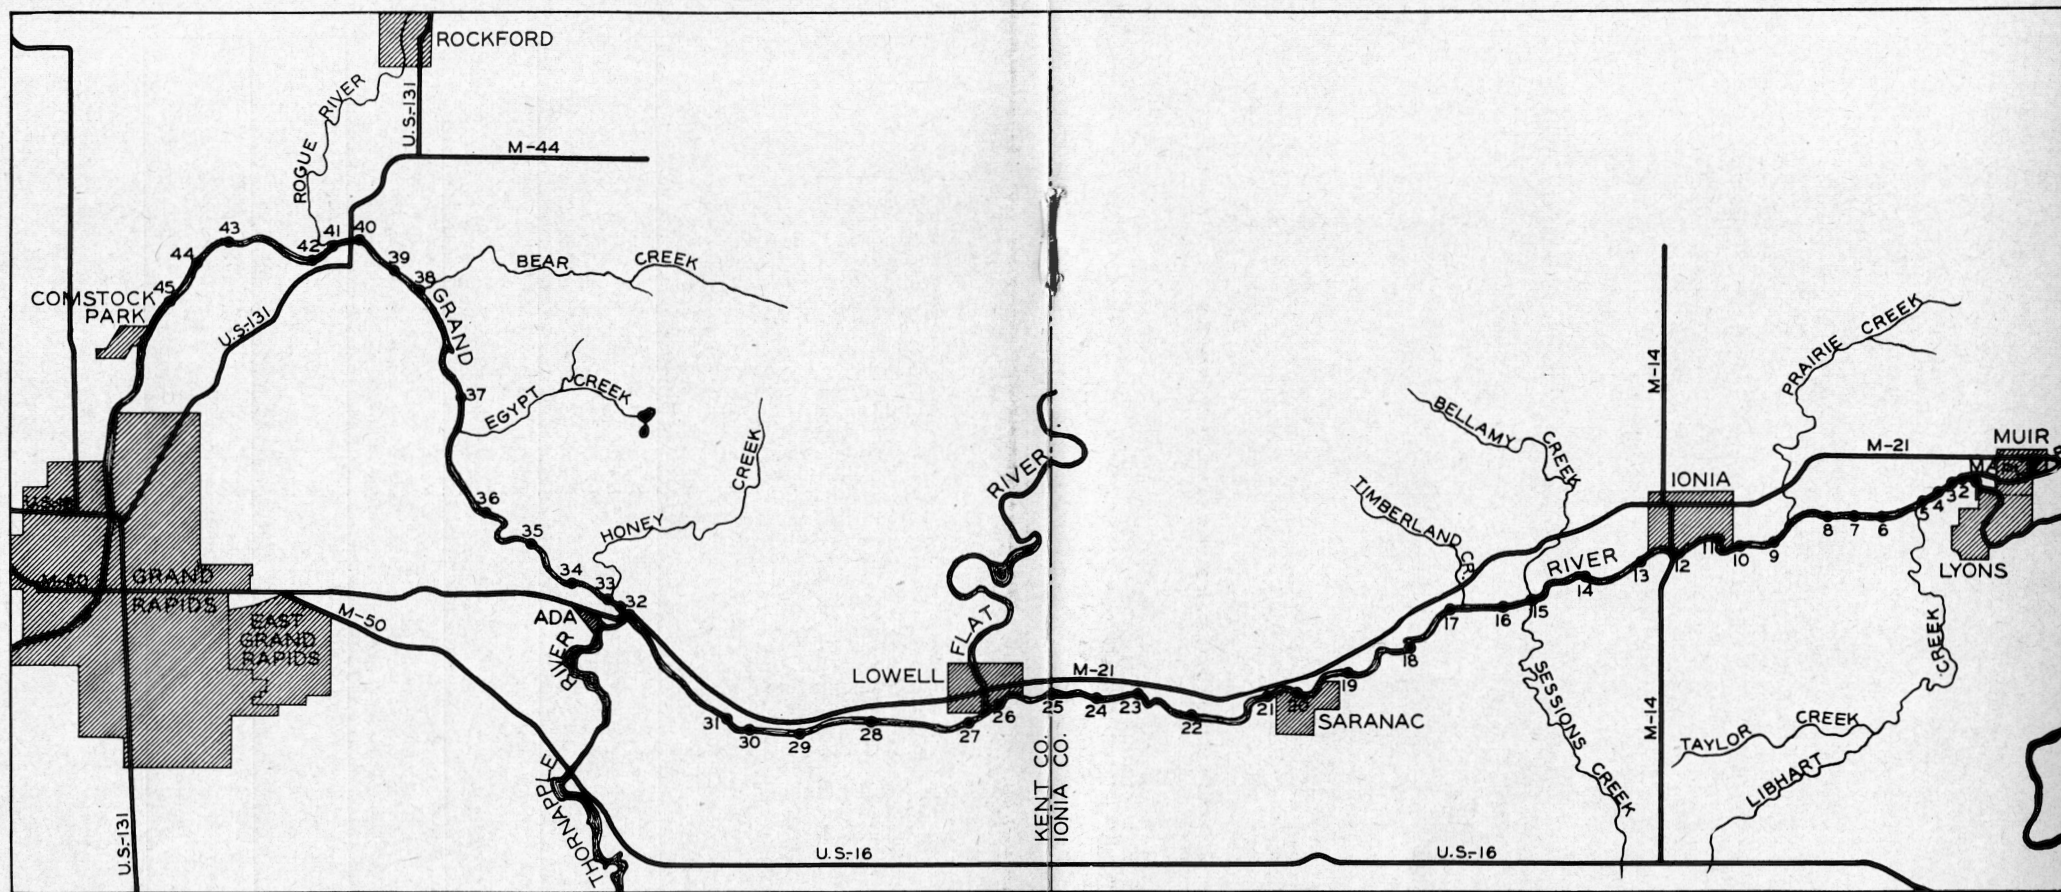 ROCKFORD
ROGUE RIVER
U.S.-131
M-44
43
44
42
41
40
39
38
45
COMSTOCK
PARK
U.S.-131
BEAR CREEK
GRAND
37
EGYPT CREEK
HONEY CREEK
36
35
34
33
32
ADA
GRAND
RAPIDS
M-50
EAST
GRAND
RAPIDS
M-50
RIVER
THORNAPPLE
U.S.-131
31
30
29
28
27
26
25
24
23
22
21
20
19
18
17
16
15
14
13
12
11
10
9
8
7
6
5
4
3
2
LOWELL
FLAT RIVER
M-21
KENT CO.
IONIA CO.
SARANAC
U.S.-16
U.S.-16
BELLAMY CREEK
TIMBERLAND CR.
RIVER
SESSIONS CREEK
M-14
IONIA
M-14
PRAIRIE CREEK
M-21
MUIR
LYONS
TAYLOR CREEK
LIBHART CREEK